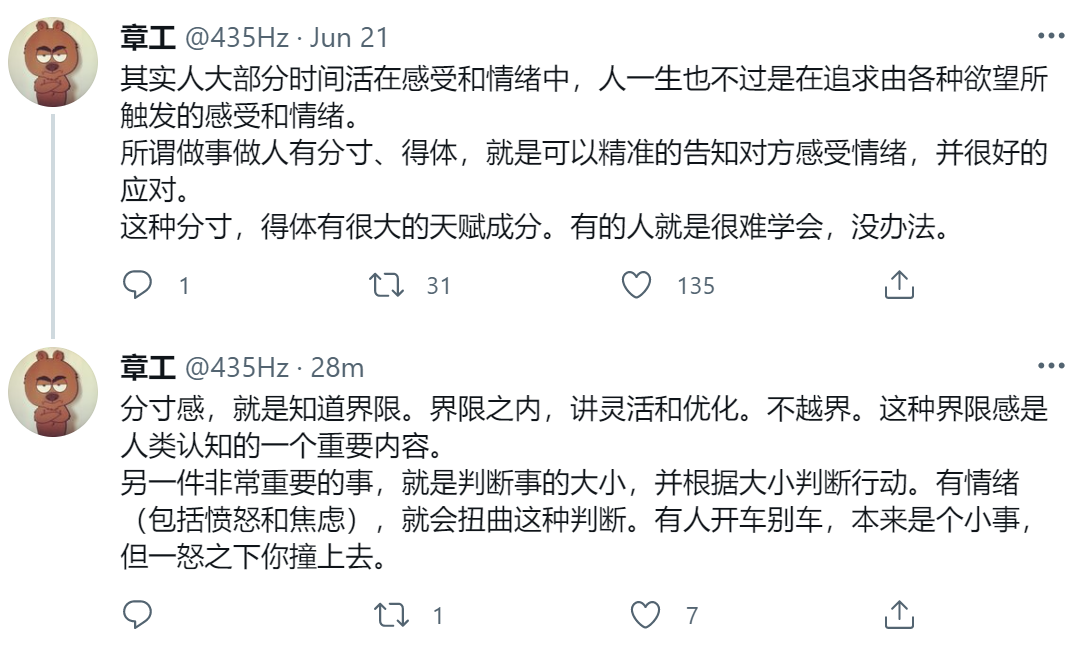 章工 @435Hz · Jun 21
其实人大部分时间活在感受和情绪中，人一生也不过是在追求由各种欲望所
触发的感受和情绪。
所谓做事做人有分寸、得体，就是可以精准的告知对方感受情绪，并很好的
应对。
这种分寸，得体有很大的天赋成分。有的人就是很难学会，没办法。
1 31 135
章工 @435Hz · 28m
分寸感，就是知道界限。界限之内，讲灵活和优化。不越界。这种界限感是
人类认知的一个重要内容。
另一件非常重要的事，就是判断事的大小，并根据大小判断行动。有情绪
（包括愤怒和焦虑），就会扭曲这种判断。有人开车别车，本来是个小事，
但一怒之下你撞上去。
1 7